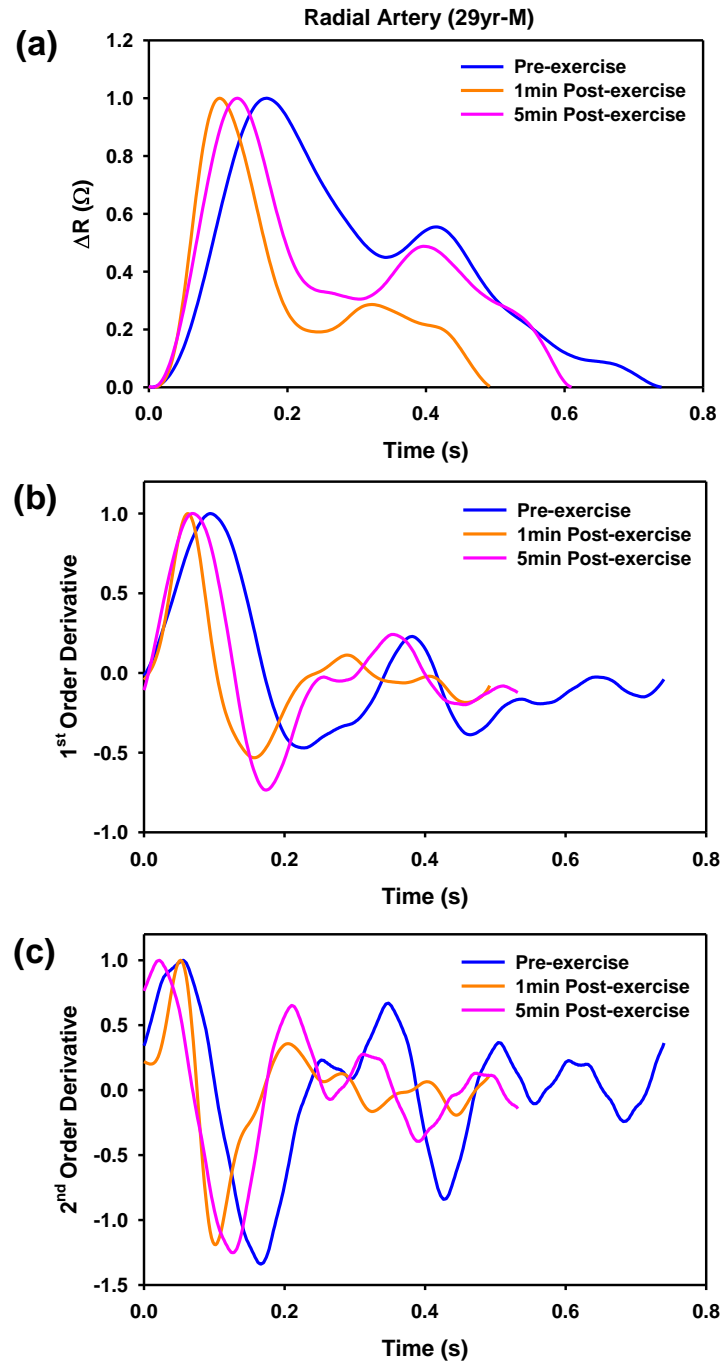 Radial Artery (29yr-M)
(a)
1.2
1.0
0.8
0.6
0.4
0.2
0.0
ΔR (Ω)
Pre-exercise
1min Post-exercise
5min Post-exercise
0.0 0.2 0.4 0.6 0.8
Time (s)
(b)
1.0
0.5
0.0
-0.5
-1.0
1st Order Derivative
Pre-exercise
1min Post-exercise
5min Post-exercise
0.0 0.2 0.4 0.6 0.8
Time (s)
(c)
1.0
0.5
0.0
-0.5
-1.0
-1.5
2nd Order Derivative
Pre-exercise
1min Post-exercise
5min Post-exercise
0.0 0.2 0.4 0.6 0.8
Time (s)